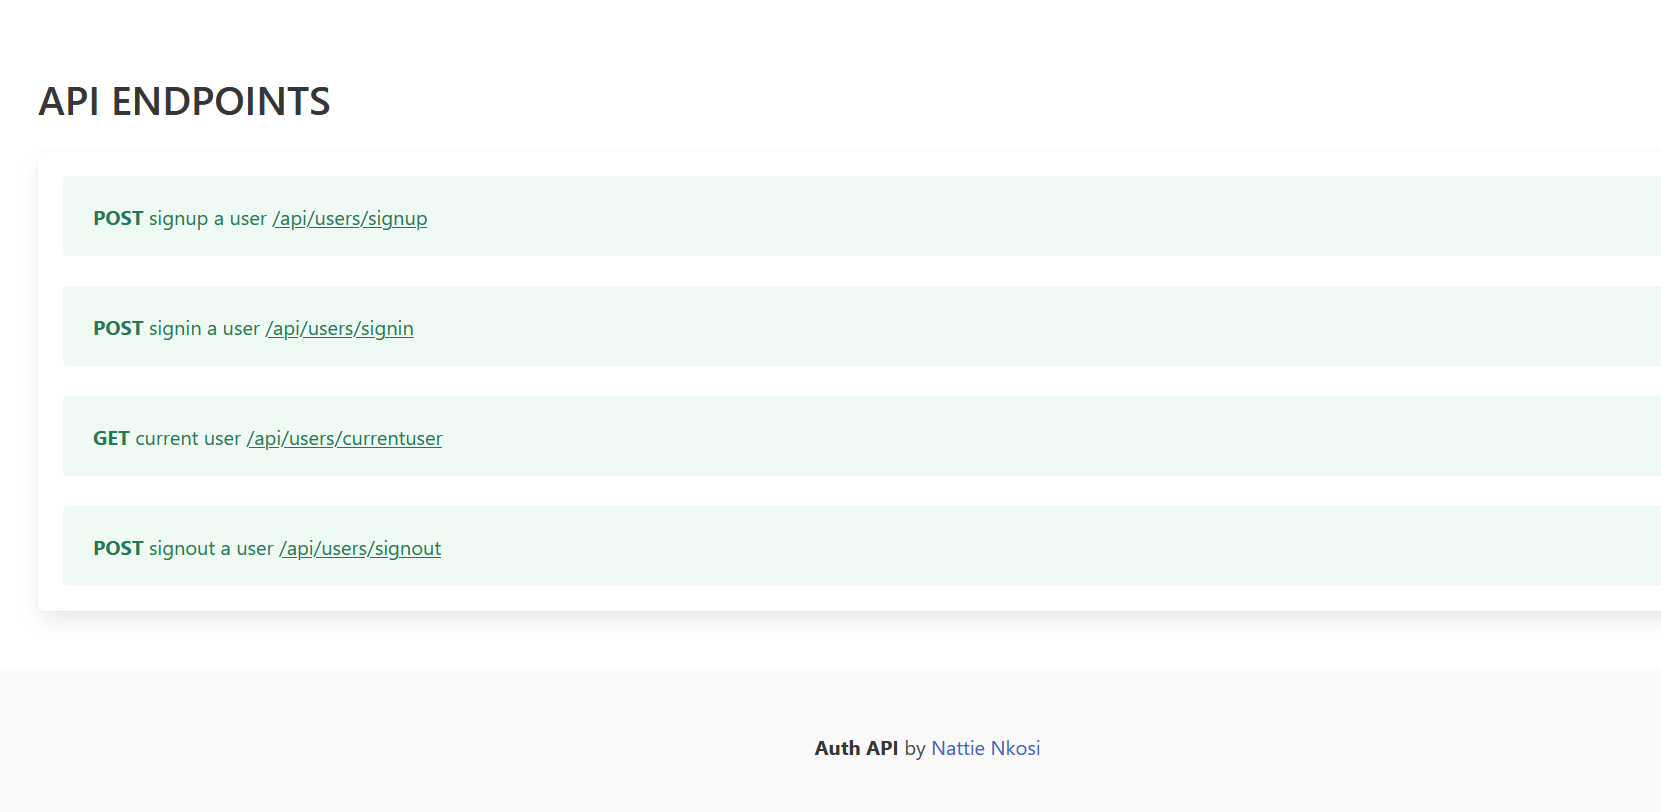 API ENDPOINTS
POST signup a user /api/users/signup
POST signin a user /api/users/signin
GET current user /api/users/currentuser
POST signout a user /api/users/signout
Auth API by Nattie Nkosi